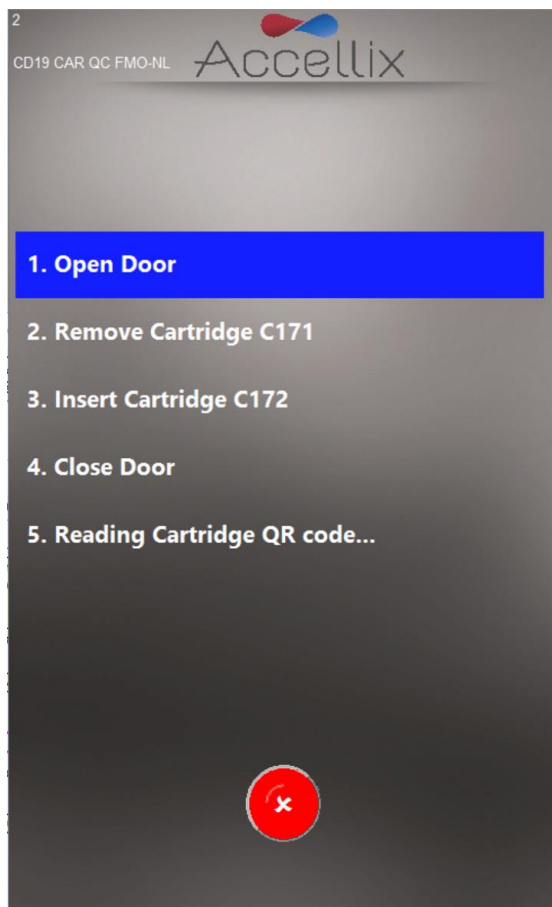 2
CD19 CAR QC FMO-NL
Accellix
1. Open Door
2. Remove Cartridge C171
3. Insert Cartridge C172
4. Close Door
5. Reading Cartridge QR code...